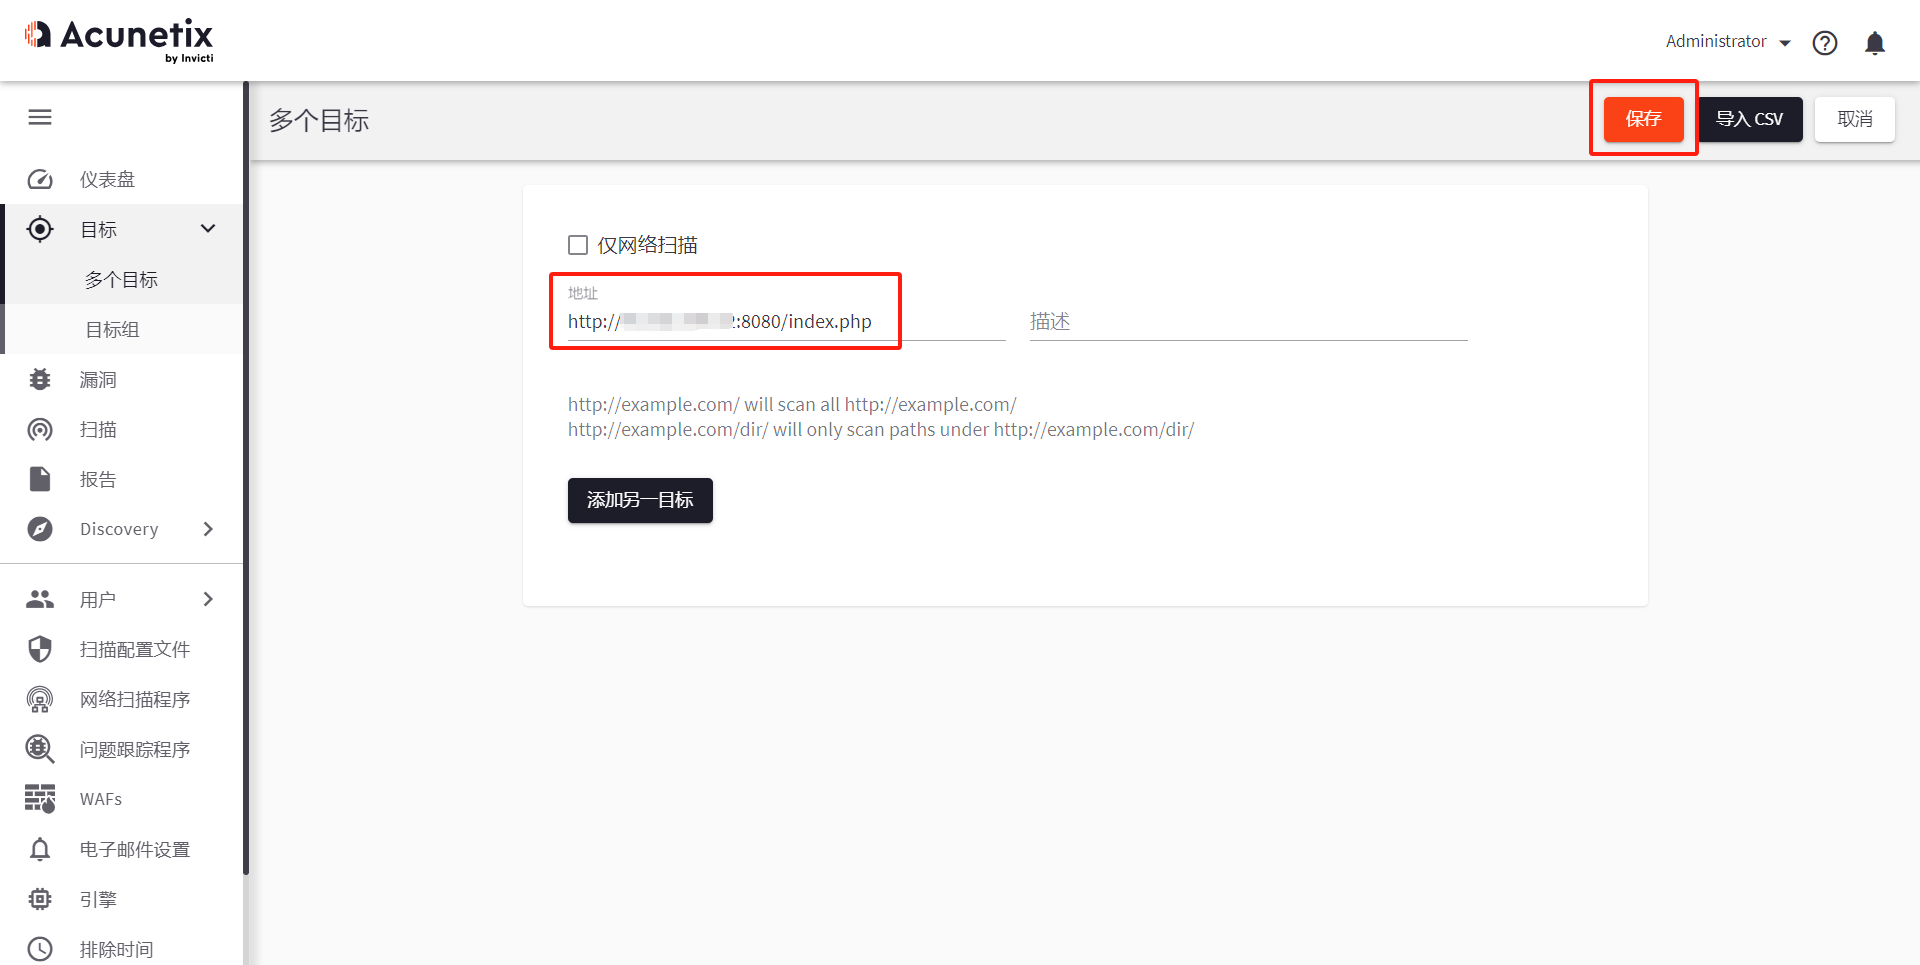 Acunetix
by Invicti
Administrator
多个目标
保存
导入 CSV
取消
仪表盘
目标
多个目标
目标组
漏洞
扫描
报告
Discovery
用户
扫描配置文件
网络扫描程序
问题跟踪程序
WAFs
电子邮件设置
引擎
排除时间
仅网络扫描
地址
http:// :8080/index.php
描述
http://example.com/ will scan all http://example.com/
http://example.com/dir/ will only scan paths under http://example.com/dir/
添加另一目标